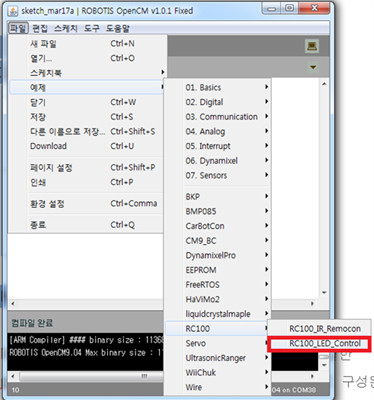 sketch_mar17a | ROBOTIS OpenCM v1.0.1 Fixed
파일 편집 스케치 도구 도움말
새 파일 Ctrl+N
열기... Ctrl+O
스케치북
예제
닫기 Ctrl+W
저장 Ctrl+S
다른 이름으로 저장... Ctrl+Shift+S
Download Ctrl+U
페이지 설정 Ctrl+Shift+P
인쇄 Ctrl+P
환경 설정 Ctrl+Comma
종료 Ctrl+Q
01. Basics
02. Digital
03. Communication
04. Analog
05. Interrupt
06. Dynamixel
07. Sensors
BKP
BMP085
CarBotCon
CM9_BC
DynamixelPro
EEPROM
FreeRTOS
HaViMo2
liquidcrystalmaple
RC100
Servo
UltrasonicRanger
WiiChuk
Wire
RC100_IR_Remocon
RC100_LED_Control
컴파일 완료
[ARM Compiler] #### binary size : 1136
ROBOTIS OpenCM9.04 Max binary size : 1
10
04 on COM38
한
구성원